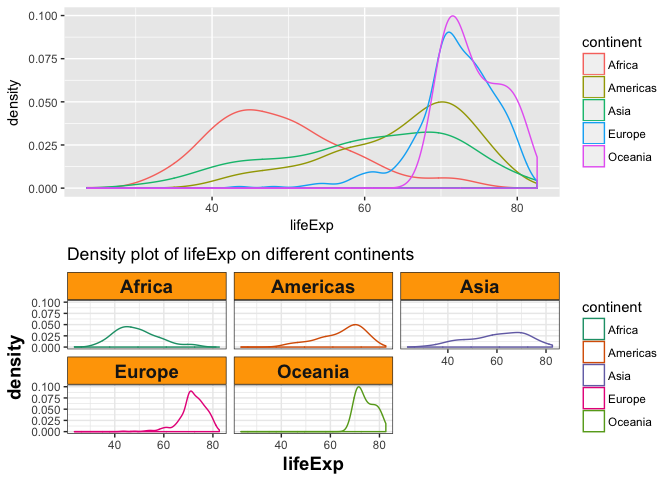 0.100
0.075
0.050
0.025
0.000
density
40 60 80
lifeExp
continent
Africa
Americas
Asia
Europe
Oceania
Density plot of lifeExp on different continents
Africa Americas Asia
0.100
0.075
0.050
0.025
0.000
40 60 80
Europe Oceania
0.100
0.075
0.050
0.025
0.000
density
40 60 80 40 60 80
lifeExp
continent
Africa
Americas
Asia
Europe
Oceania